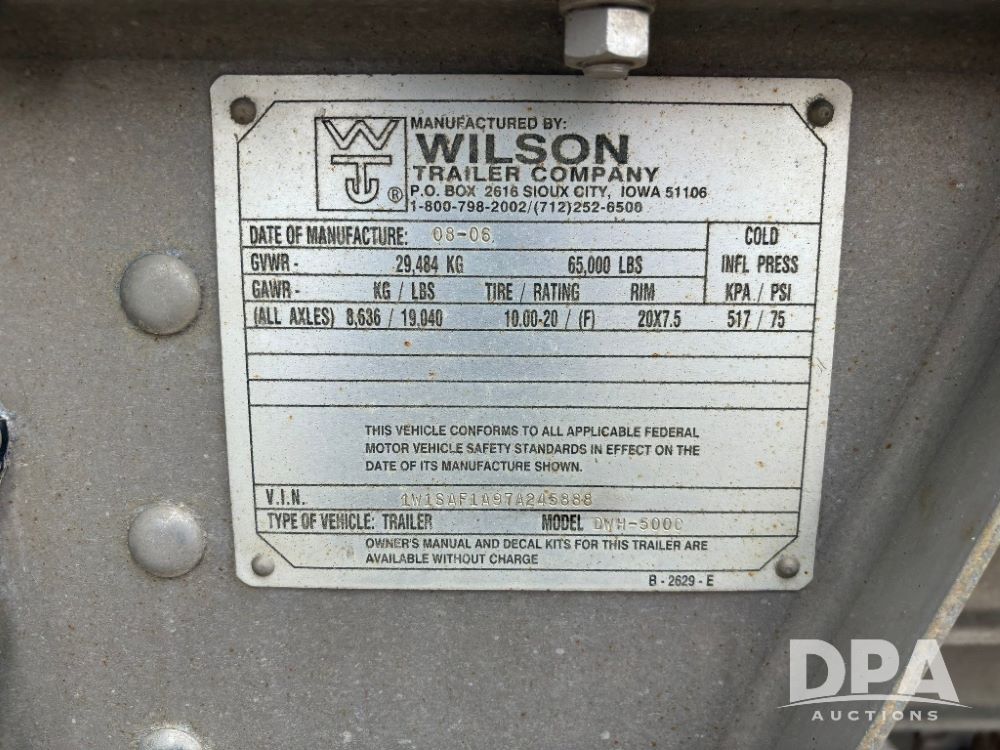 WTJ ®
MANUFACTURED BY:
WILSON
TRAILER COMPANY
P.O. BOX 2616 SIOUX CITY, IOWA 51106
1-800-798-2002/(712)252-6500
DATE OF MANUFACTURE: 08-06 COLD
GVWR- 29,484 KG 65,000 LBS INFL PRESS
GAWR- KG / LBS TIRE / RATING RIM KPA / PSI
(ALL AXLES) 8,636 / 19,040 10.00-20 / (F) 20X7.5 517 / 75
THIS VEHICLE CONFORMS TO ALL APPLICABLE FEDERAL
MOTOR VEHICLE SAFETY STANDARDS IN EFFECT ON THE
DATE OF ITS MANUFACTURE SHOWN.
V.I.N. 1W1SAF1A97A245888
TYPE OF VEHICLE: TRAILER MODEL DWH-500C
OWNER'S MANUAL AND DECAL KITS FOR THIS TRAILER ARE
AVAILABLE WITHOUT CHARGE
B - 2629 - E
DPA
AUCTIONS